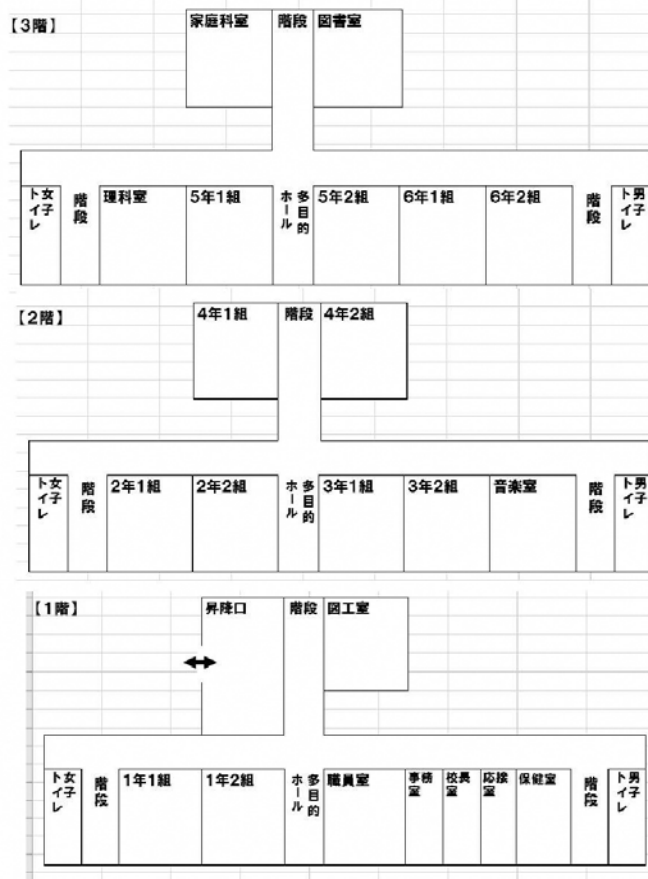 【3階】
家庭科室
階段
図書室
女子トイレ
階段
理科室
5年1組
多目的ホール
5年2組
6年1組
6年2組
階段
男子トイレ
【2階】
4年1組
階段
4年2組
女子トイレ
階段
2年1組
2年2組
多目的ホール
3年1組
3年2組
音楽室
階段
男子トイレ
【1階】
昇降口
階段
図工室
女子トイレ
階段
1年1組
1年2組
多目的ホール
職員室
事務室
校長室
応接室
保健室
階段
男子トイレ